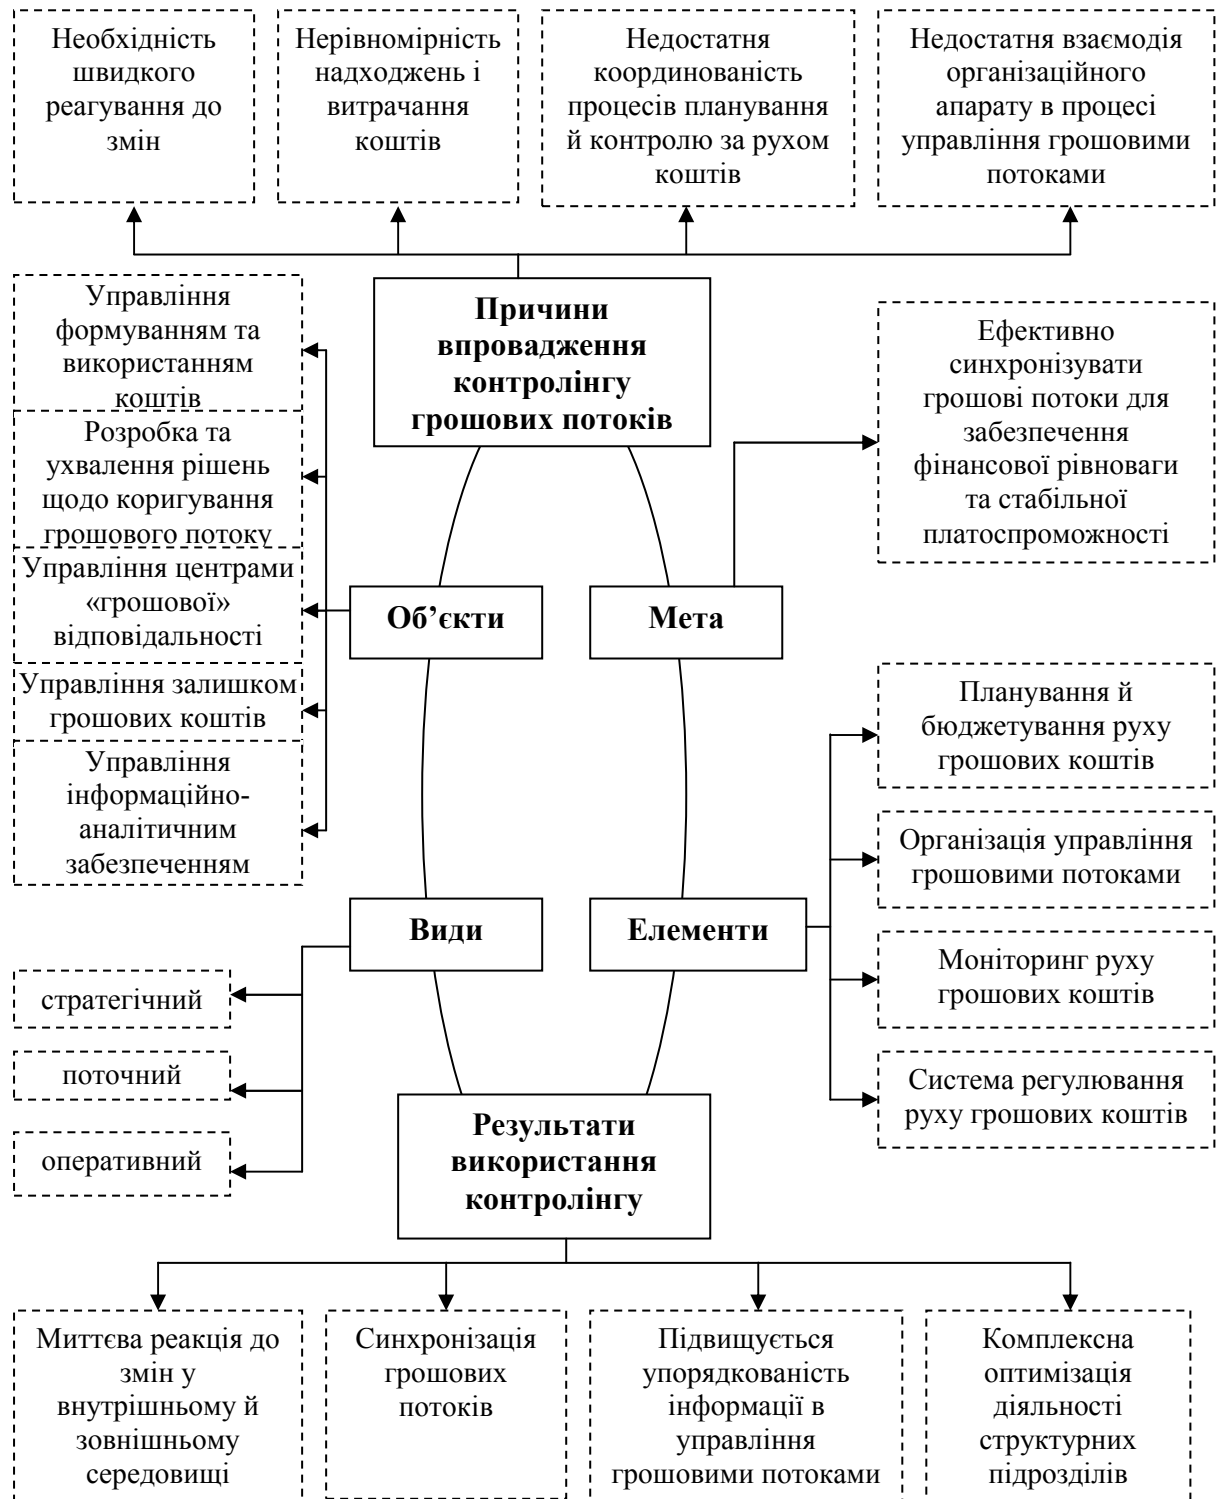 Необхідність
швидкого
реагування до
змін
Нерівномірність
надходжень і
витрачання
коштів
Недостатня
координованість
процесів планування
й контролю за рухом
коштів
Недостатня взаємодія
організаційного
апарату в процесі
управління грошовими
потоками
Причини
впровадження
контролінгу
грошових потоків
Управління
формуванням та
використанням
коштів
Розробка та
ухвалення рішень
щодо коригування
грошового потоку
Управління центрами
«грошової»
відповідальності
Управління залишком
грошових коштів
Управління
інформаційно-
аналітичним
забезпеченням
Ефективно
синхронізувати
грошові потоки для
забезпечення
фінансової рівноваги
та стабільної
платоспроможності
Об’єкти
Мета
Планування й
бюджетування руху
грошових коштів
Організація управління
грошовими потоками
Моніторинг руху
грошових коштів
Система регулювання
руху грошових коштів
Види
Елементи
стратегічний
поточний
оперативний
Результати
використання
контролінгу
Миттєва реакція до
змін у
внутрішньому й
зовнішньому
середовищі
Синхронізація
грошових
потоків
Підвищується
упорядкованість
інформації в
управління
грошовими потоками
Комплексна
оптимізація
діяльності
структурних
підрозділів